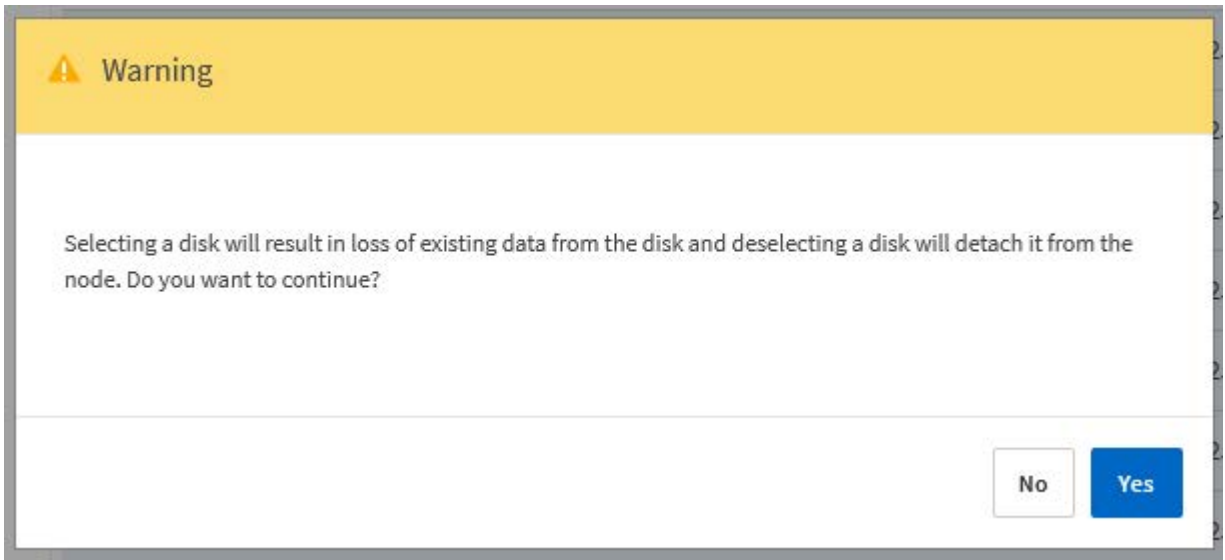 Warning
Selecting a disk will result in loss of existing data from the disk and deselecting a disk will detach it from the
node. Do you want to continue?
No
Yes